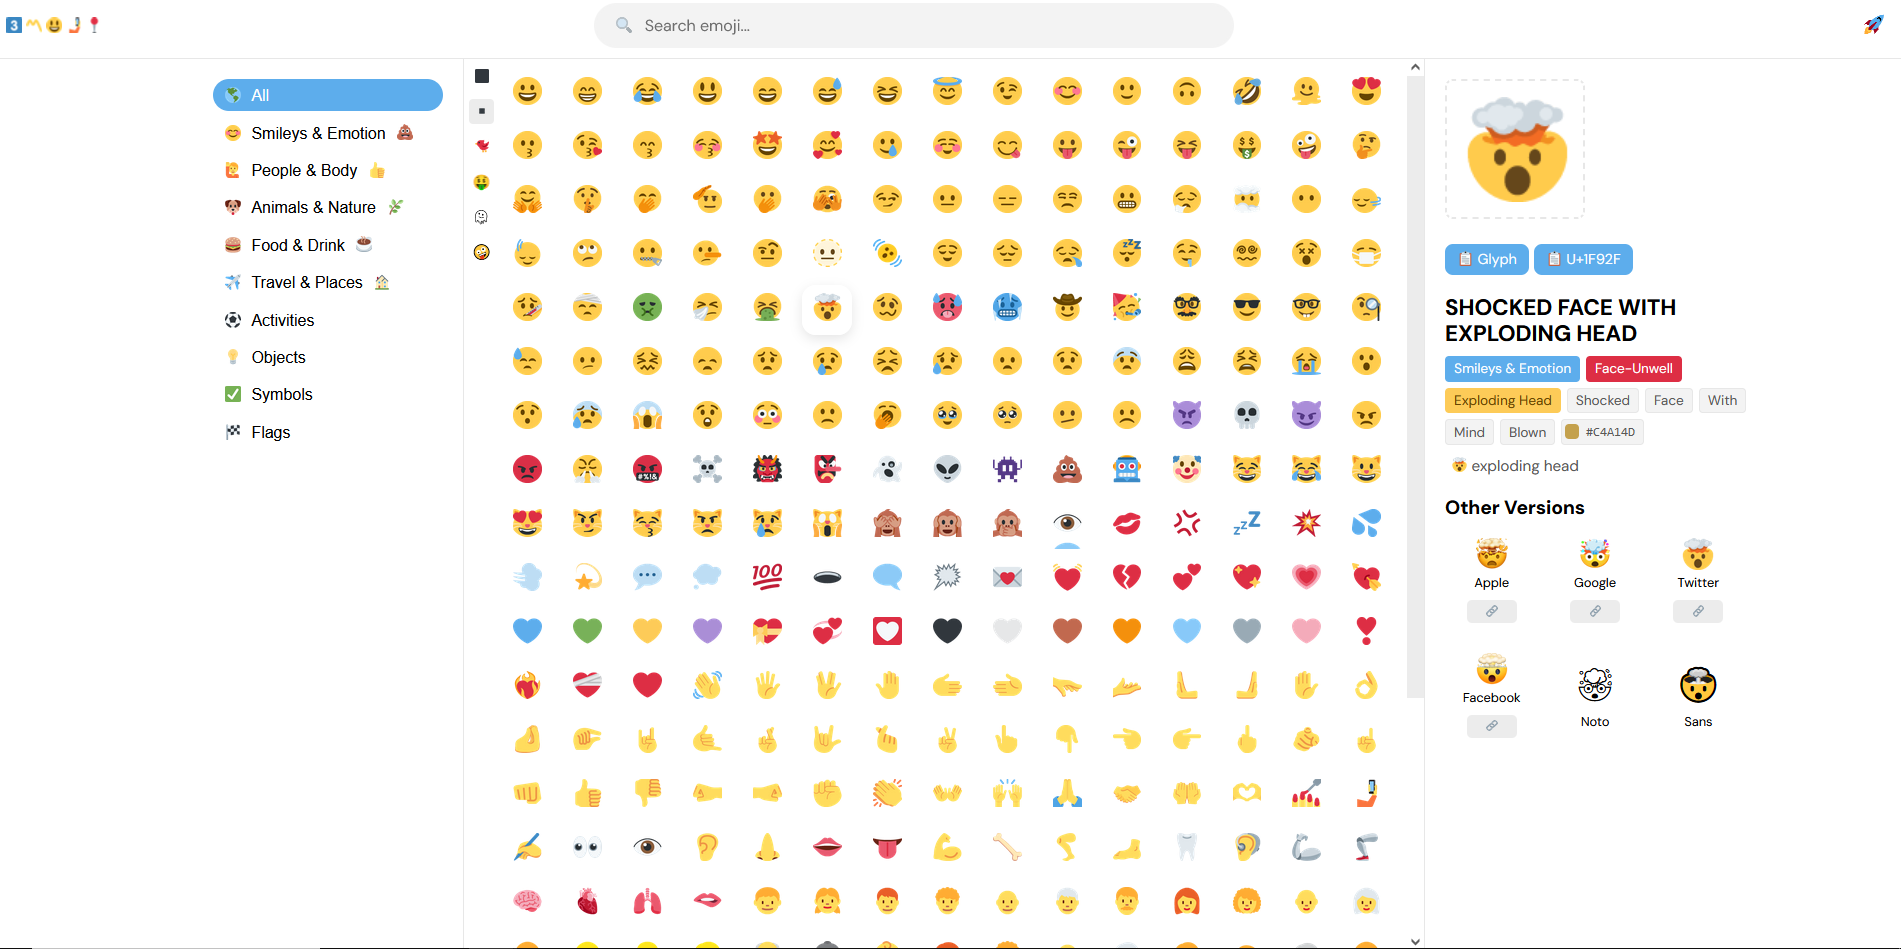 Search emoji...
All
Smileys & Emotion
People & Body
Animals & Nature
Food & Drink
Travel & Places
Activities
Objects
Symbols
Flags
Glyph
U+1F92F
SHOCKED FACE WITH
EXPLODING HEAD
Smileys & Emotion
Face-Unwell
Exploding Head
Shocked
Face
With
Mind
Blown
#C4A14D
exploding head
Other Versions
Apple
Google
Twitter
Facebook
Noto
Sans